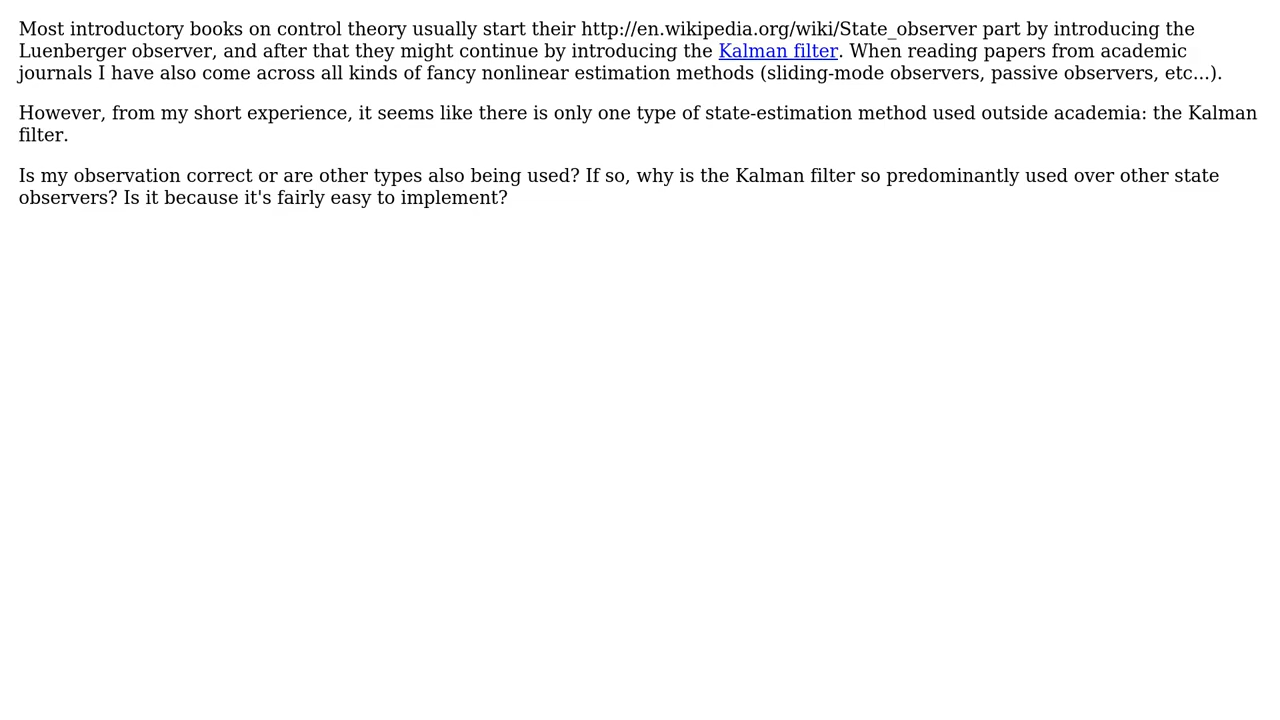 Most introductory books on control theory usually start their http://en.wikipedia.org/wiki/State_observer part by introducing the
Luenberger observer, and after that they might continue by introducing the Kalman filter. When reading papers from academic
journals I have also come across all kinds of fancy nonlinear estimation methods (sliding-mode observers, passive observers, etc...).
However, from my short experience, it seems like there is only one type of state-estimation method used outside academia: the Kalman
filter.
Is my observation correct or are other types also being used? If so, why is the Kalman filter so predominantly used over other state
observers? Is it because it's fairly easy to implement?